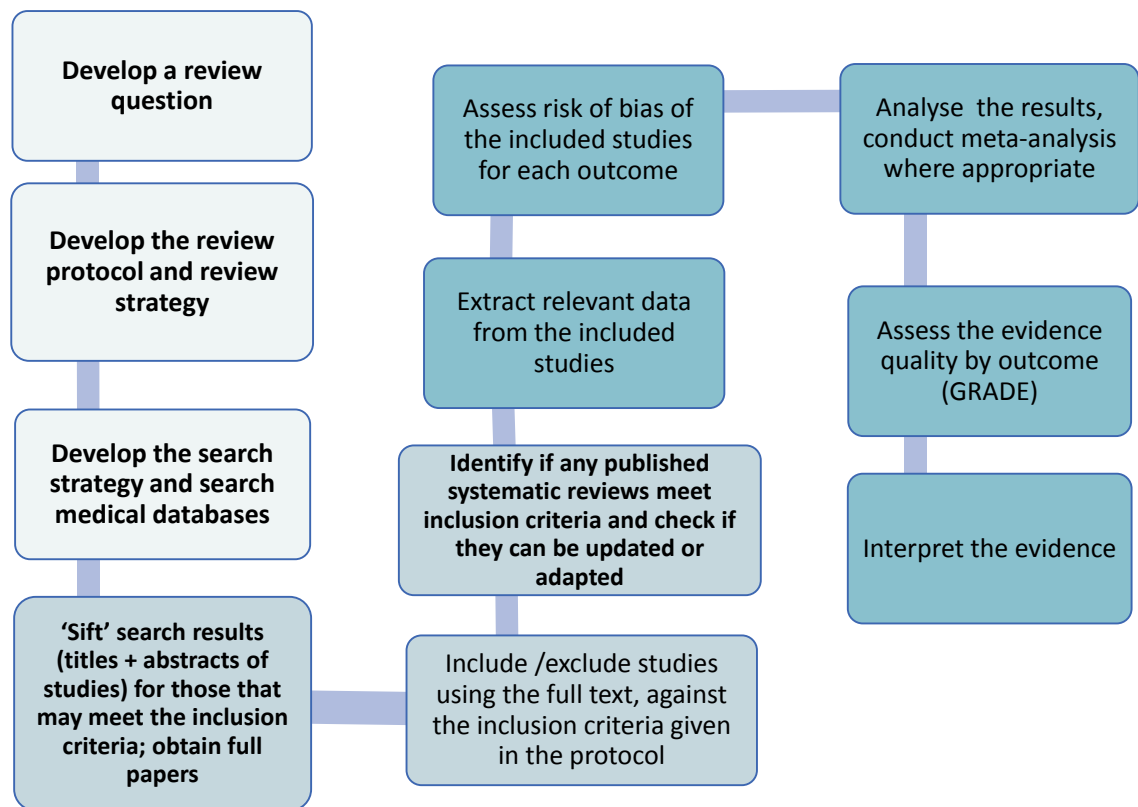 Develop a review
question
Develop the review
protocol and review
strategy
Develop the search
strategy and search
medical databases
‘Sift’ search results
(titles + abstracts of
studies) for those that
may meet the inclusion
criteria; obtain full
papers
Include /exclude studies
using the full text, against
the inclusion criteria given
in the protocol
Identify if any published
systematic reviews meet
inclusion criteria and check if
they can be updated or
adapted
Extract relevant data
from the included
studies
Assess risk of bias of
the included studies
for each outcome
Analyse the results,
conduct meta-analysis
where appropriate
Assess the evidence
quality by outcome
(GRADE)
Interpret the evidence